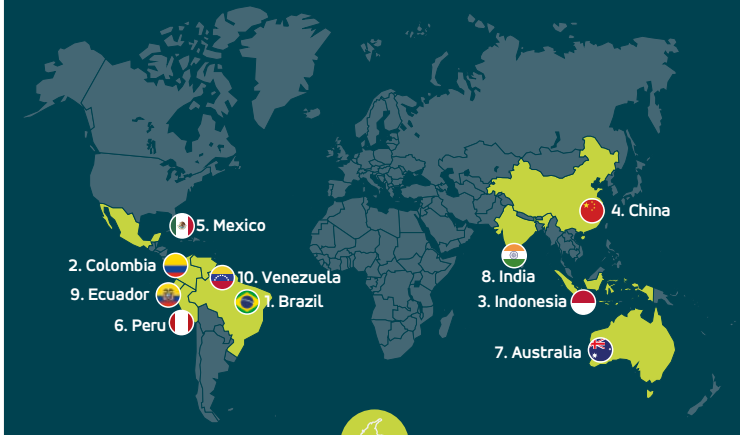 4. China
5. Mexico
2. Colombia
10. Venezuela
8. India
9. Ecuador
1. Brazil
3. Indonesia
6. Peru
7. Australia